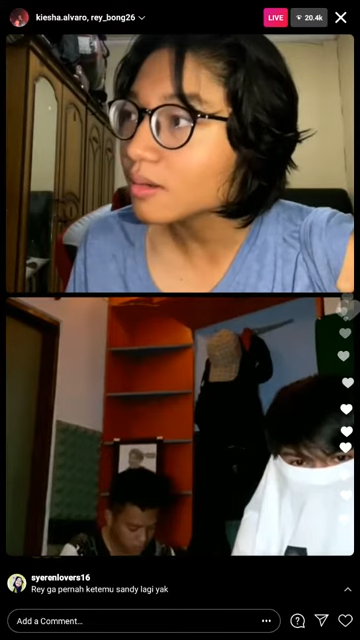 kiesha.alvaro, rey_bong26
LIVE
20.4k
syerenlovers16
Rey ga pernah ketemu sandy lagi yak
Add a Comment...